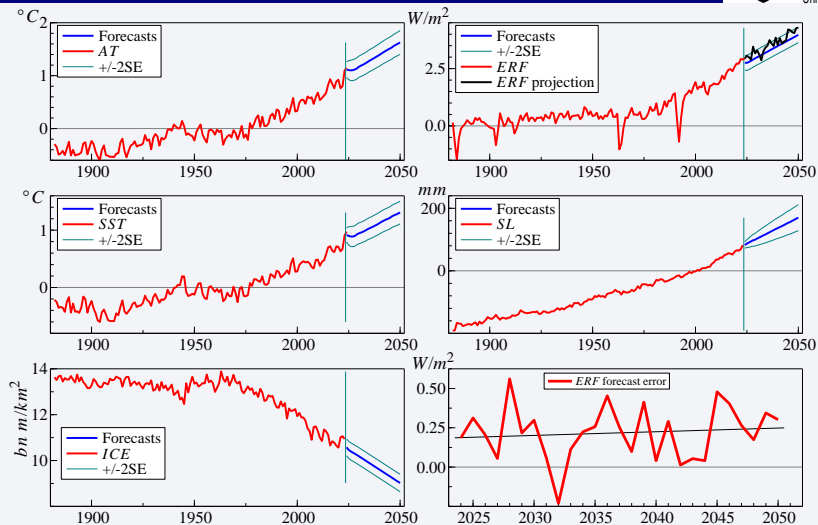 Uni
°C
2
Forecasts
AT
+/-2SE
1
0
1900
1950
2000
2050
W/m²
Forecasts
+/-2SE
ERF
ERF projection
2.5
0.0
1900
1950
2000
2050
°C
Forecasts
SST
+/-2SE
1
0
1900
1950
2000
2050
mm
200
Forecasts
SL
+/-2SE
0
1900
1950
2000
2050
14
bn m/km²
12
10
Forecasts
ICE
+/-2SE
1900
1950
2000
2050
W/m²
ERF forecast error
0.50
0.25
0.00
2025
2030
2035
2040
2045
2050